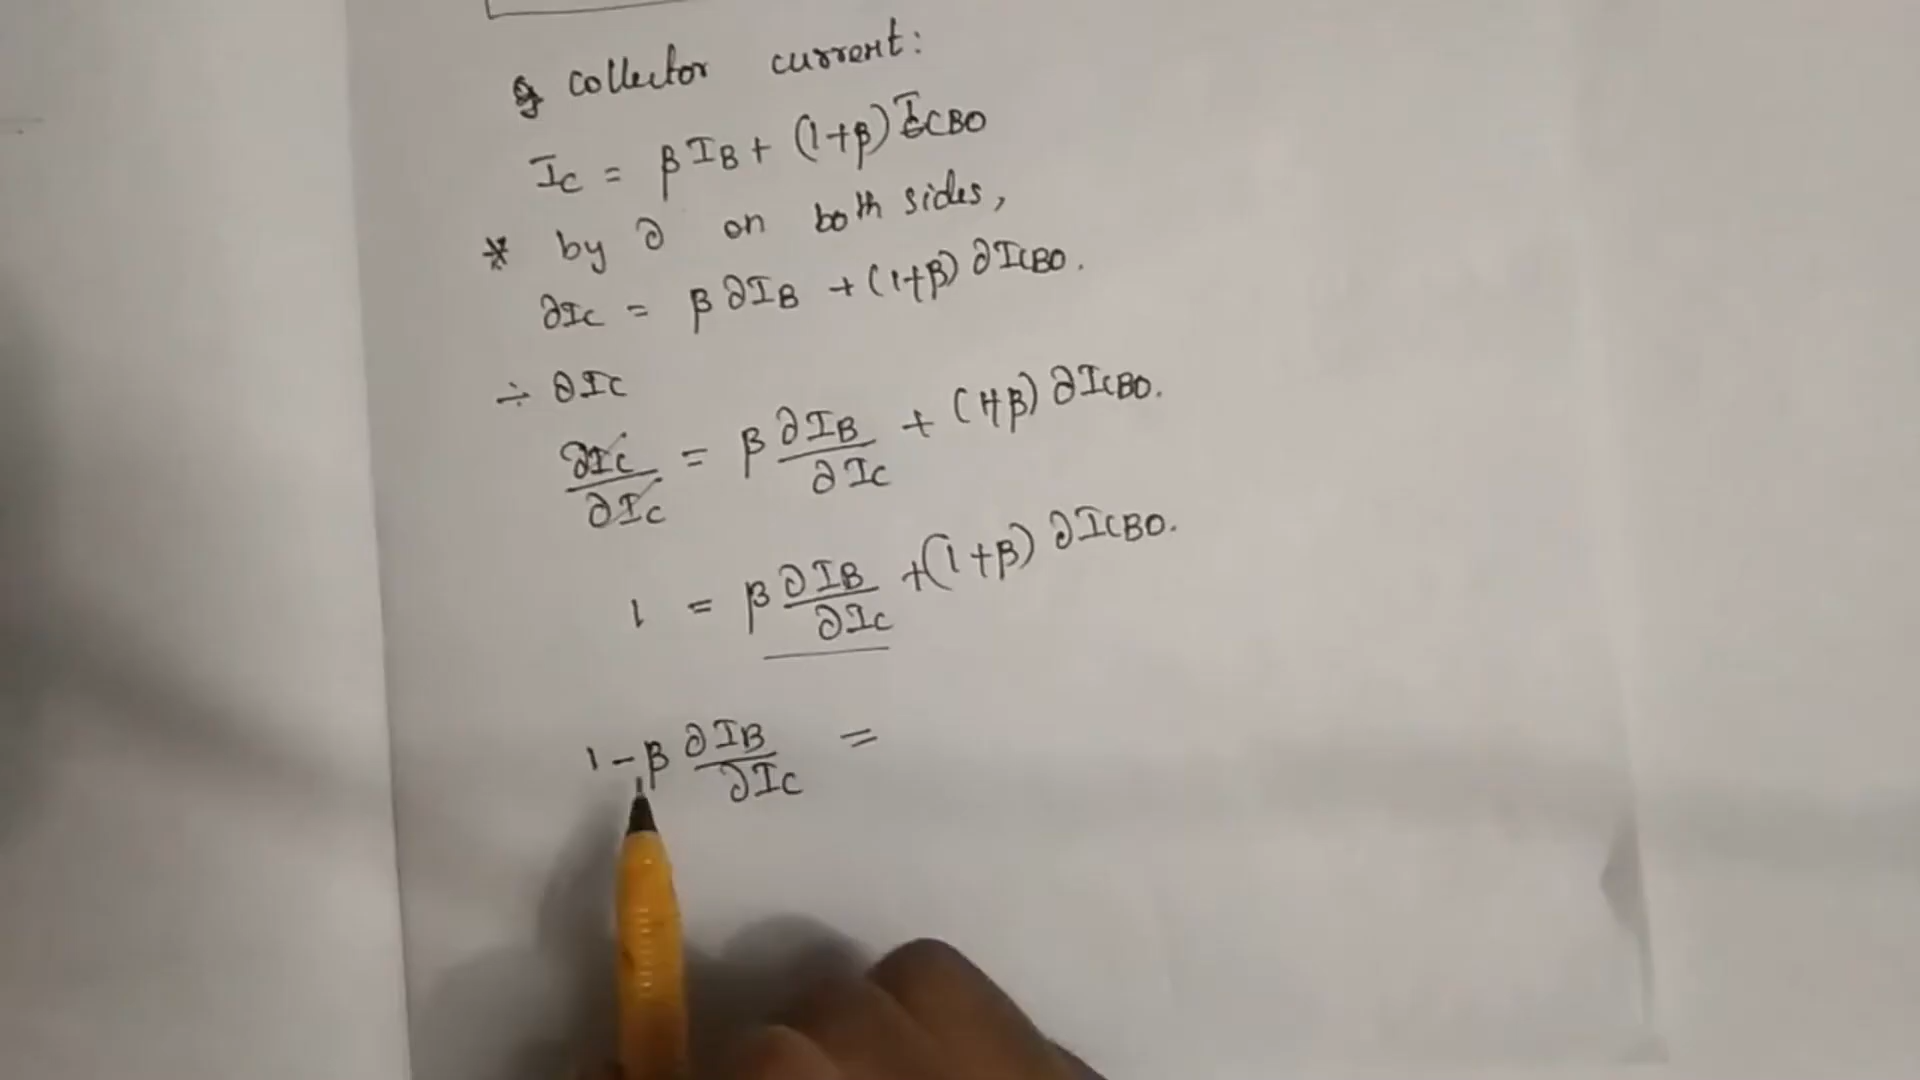 collector current:
IC = βIB + (1+β) ICBO
* by ∂ on both sides,
∂IC = β ∂IB + (1+β) ∂ICBO.
÷ ∂IC
∂IC/∂IC = β ∂IB/∂IC + (1+β) ∂ICBO.
1 = β ∂IB/∂IC + (1+β) ∂ICBO.
1 - β ∂IB/∂IC =